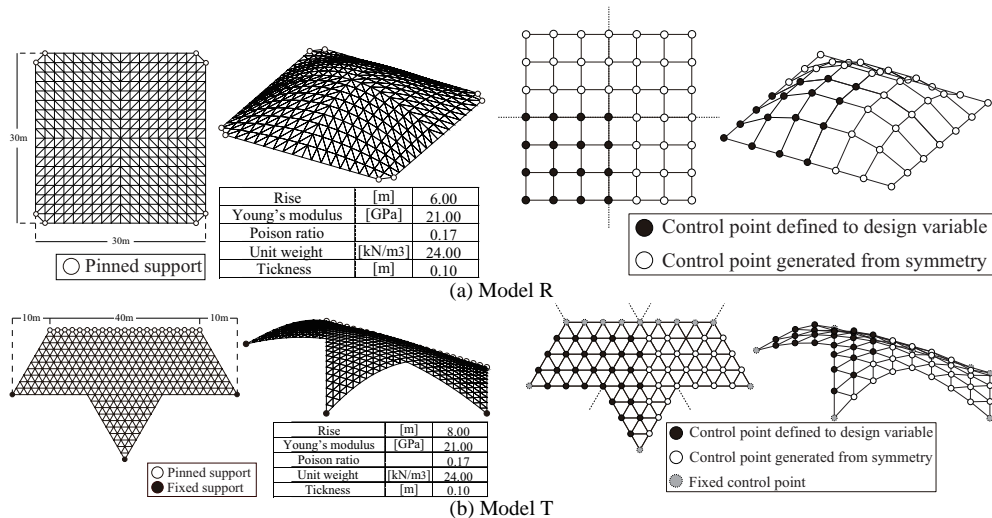 30m
30m
Pinned support
Rise [m] 6.00
Young's modulus [GPa] 21.00
Poison ratio 0.17
Unit weight [kN/m3] 24.00
Tickness [m] 0.10
Control point defined to design variable
Control point generated from symmetry
(a) Model R
10m 40m 10m
Pinned support
Fixed support
Rise [m] 8.00
Young's modulus [GPa] 21.00
Poison ratio 0.17
Unit weight [kN/m3] 24.00
Tickness [m] 0.10
Control point defined to design variable
Control point generated from symmetry
Fixed control point
(b) Model T